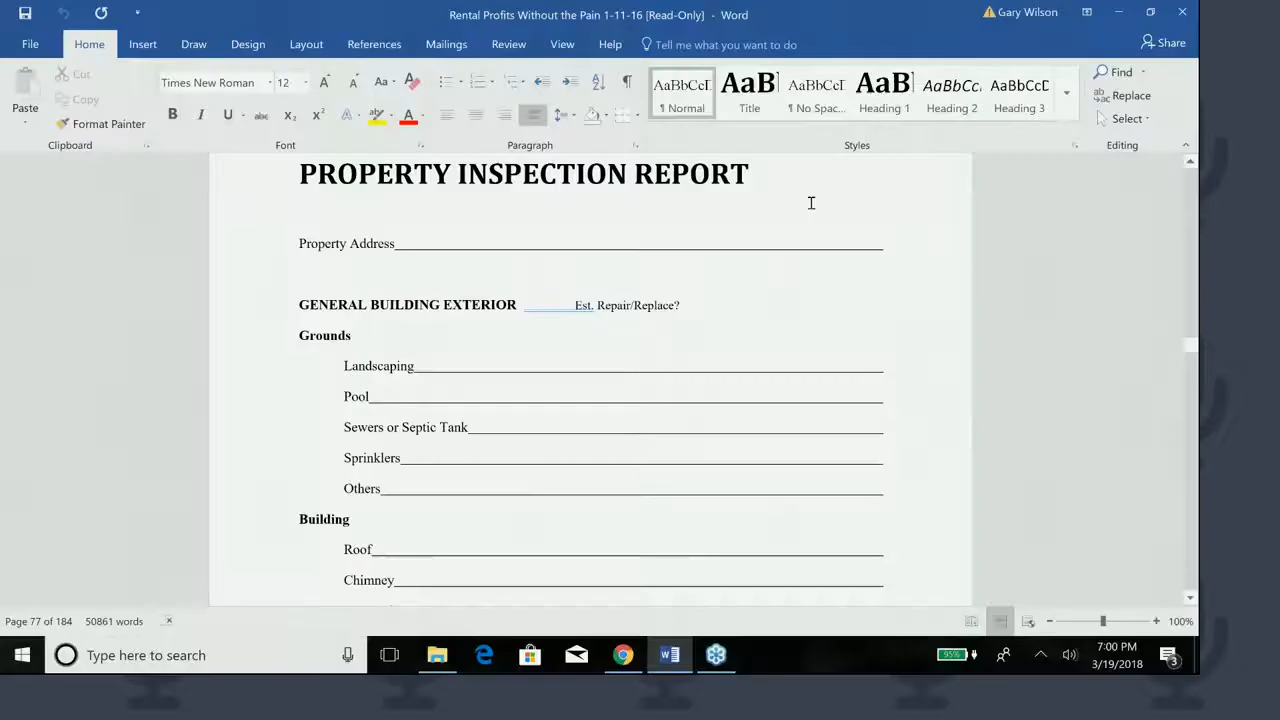 Rental Profits Without the Pain 1-11-16 [Read-Only] - Word
Gary Wilson
File Home Insert Draw Design Layout References Mailings Review View Help Tell me what you want to do Share
Paste
Cut
Copy
Format Painter
Clipboard
Times New Roman 12
Font
Paragraph
AaBbCcD AaB AaBbCcD AaB AaBbCc AaBbCcD
¶ Normal Title ¶ No Spac... Heading 1 Heading 2 Heading 3
Styles
Find
Replace
Select
Editing
PROPERTY INSPECTION REPORT
Property Address
GENERAL BUILDING EXTERIOR Est. Repair/Replace?
Grounds
Landscaping
Pool
Sewers or Septic Tank
Sprinklers
Others
Building
Roof
Chimney
Page 77 of 184 50861 words 100%
Type here to search
95%
7:00 PM
3/19/2018
3